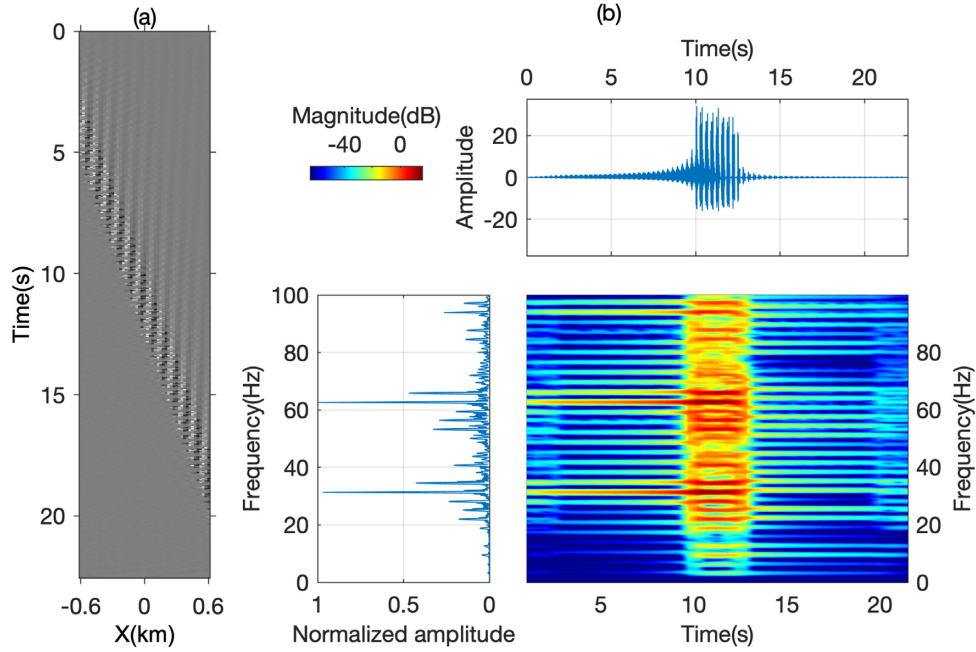 (a)
0
5
10
15
20
Time(s)
-0.6 0 0.6
X(km)
(b)
Time(s)
0 5 10 15 20
Magnitude(dB)
-40 0
20
0
-20
Amplitude
100
80
60
40
20
0
Frequency(Hz)
1 0.5 0
Normalized amplitude
80
60
40
20
0
Frequency(Hz)
5 10 15 20
Time(s)